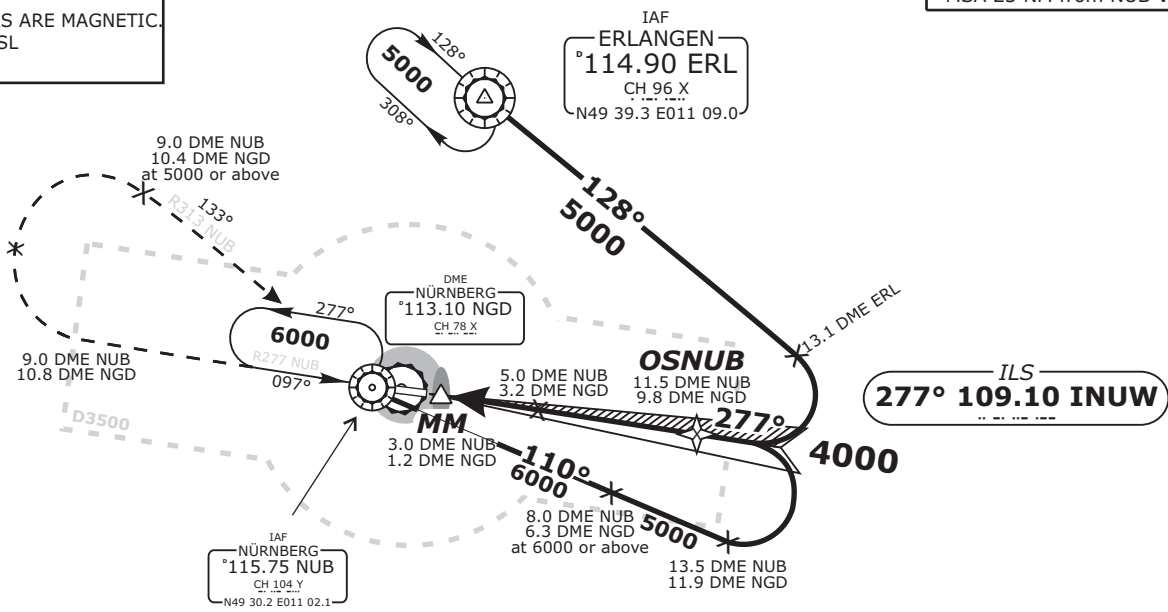 S ARE MAGNETIC.
SL
MSA 25 NM from NUB V
IAF
ERLANGEN
D 114.90 ERL
CH 96 X
N49 39.3 E011 09.0
128°
5000
308°
9.0 DME NUB
10.4 DME NGD
at 5000 or above
133°
R313 NUB
128°
5000
DME
NÜRNBERG
D 113.10 NGD
CH 78 X
277°
6000
R277 NUB
097°
9.0 DME NUB
10.8 DME NGD
D3500
13.1 DME ERL
OSNUB
11.5 DME NUB
9.8 DME NGD
5.0 DME NUB
3.2 DME NGD
277°
4000
ILS
277° 109.10 INUW
MM
3.0 DME NUB
1.2 DME NGD
110°
6000
8.0 DME NUB
6.3 DME NGD
at 6000 or above
5000
13.5 DME NUB
11.9 DME NGD
IAF
NÜRNBERG
D 115.75 NUB
CH 104 Y
N49 30.2 E011 02.1